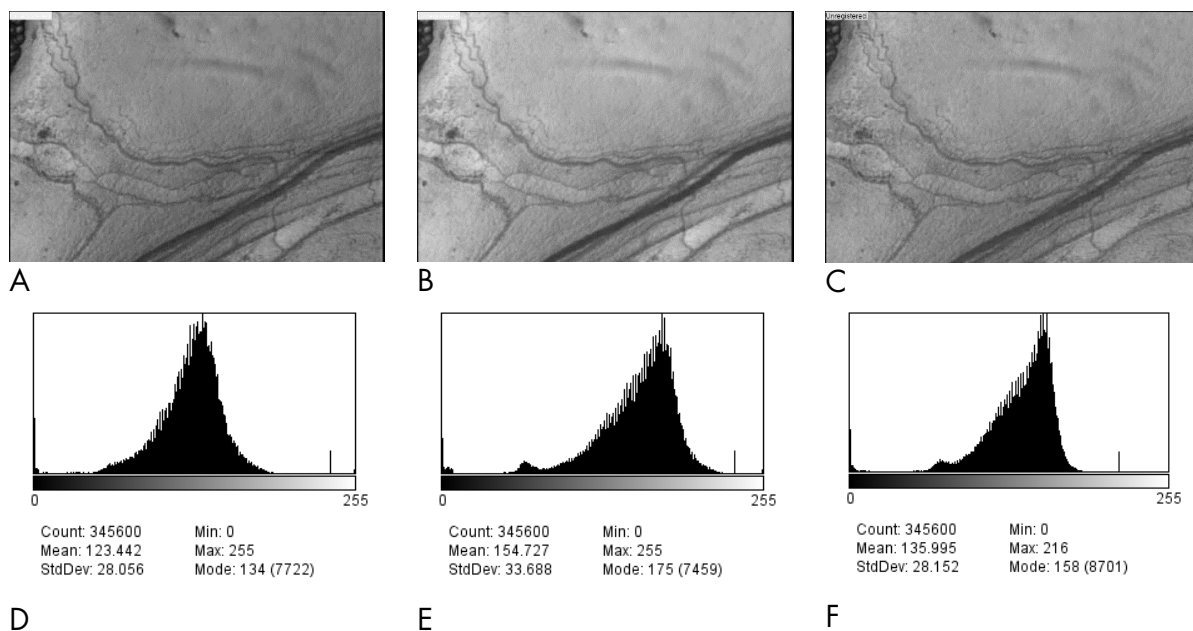 Unregistered
A
B
C
0 255
Count: 345600 Min: 0
Mean: 123.442 Max: 255
StdDev: 28.056 Mode: 134 (7722)
0 255
Count: 345600 Min: 0
Mean: 154.727 Max: 255
StdDev: 33.688 Mode: 175 (7459)
0 255
Count: 345600 Min: 0
Mean: 135.995 Max: 216
StdDev: 28.152 Mode: 158 (8701)
D
E
F